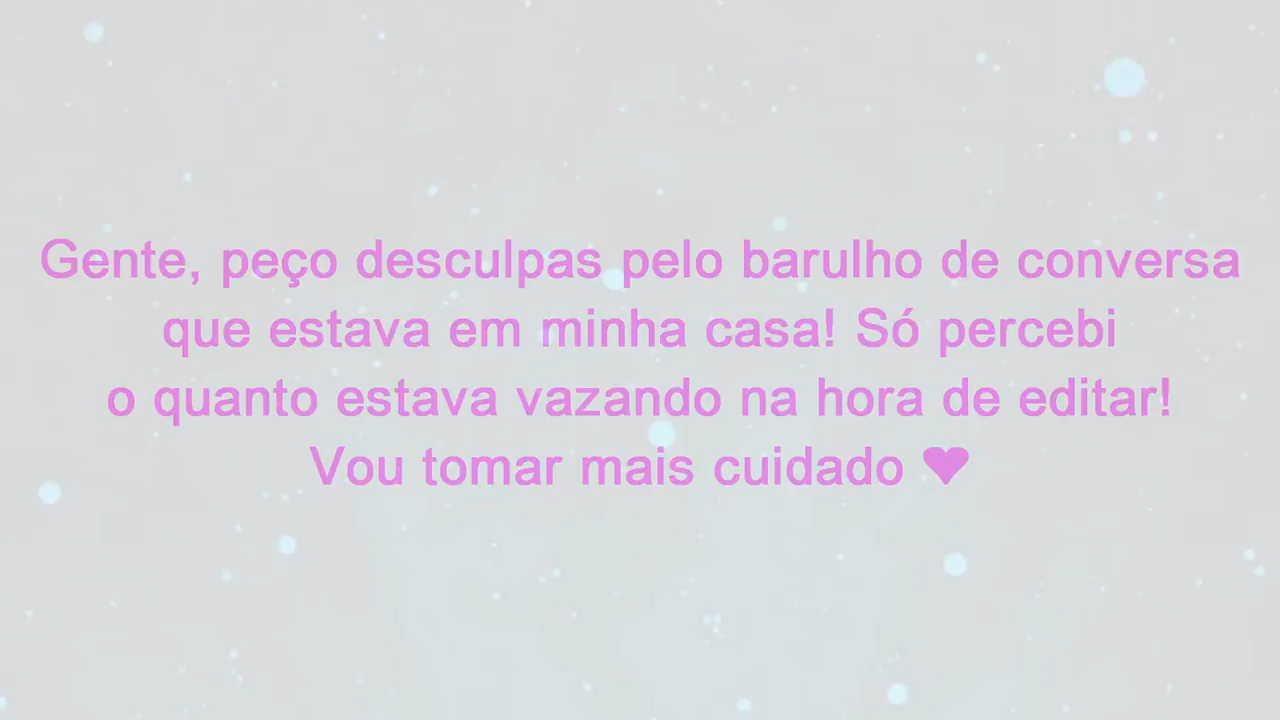 Gente, peço desculpas pelo barulho de conversa
que estava em minha casa! Só percebi
o quanto estava vazando na hora de editar!
Vou tomar mais cuidado ❤